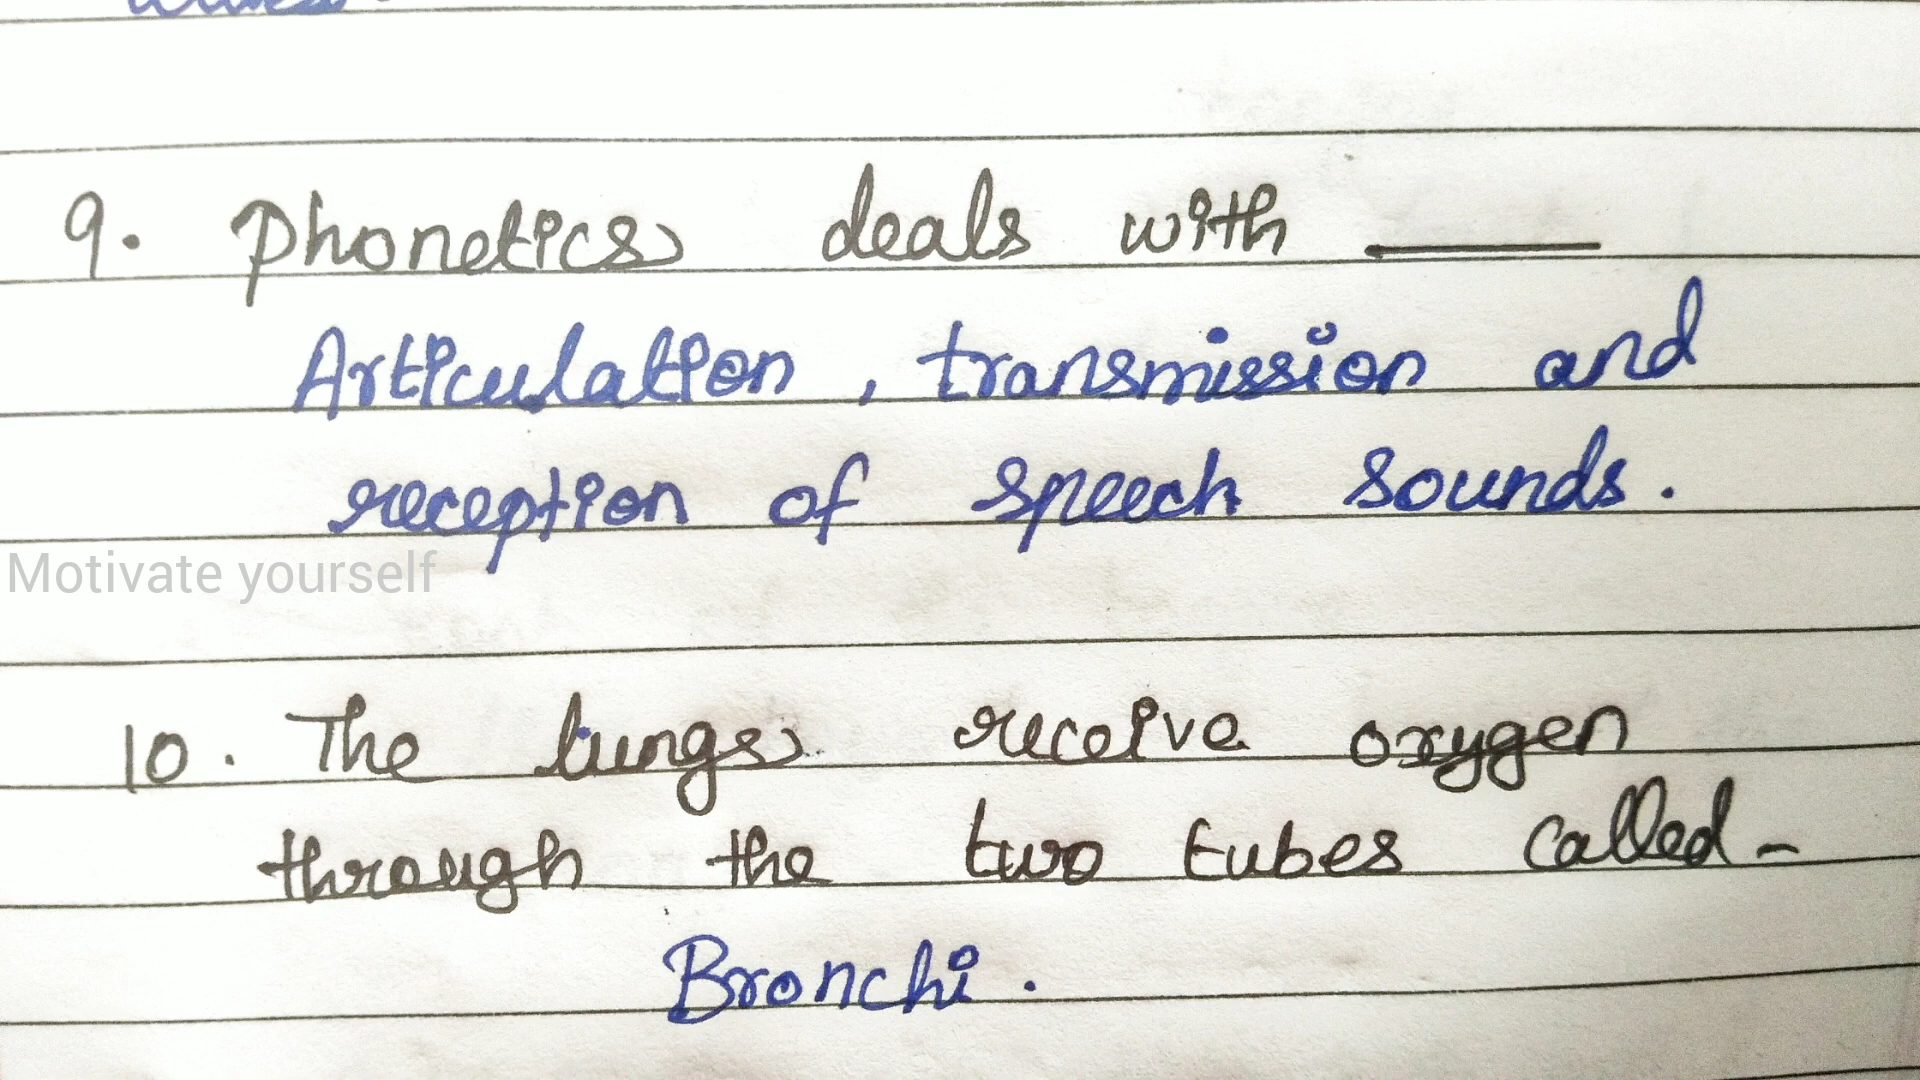 9. Phonetics deals with ____
Articulation, transmission and
reception of speech sounds.
Motivate yourself
10. The lungs receive oxygen
through the two tubes called -
Bronchi.